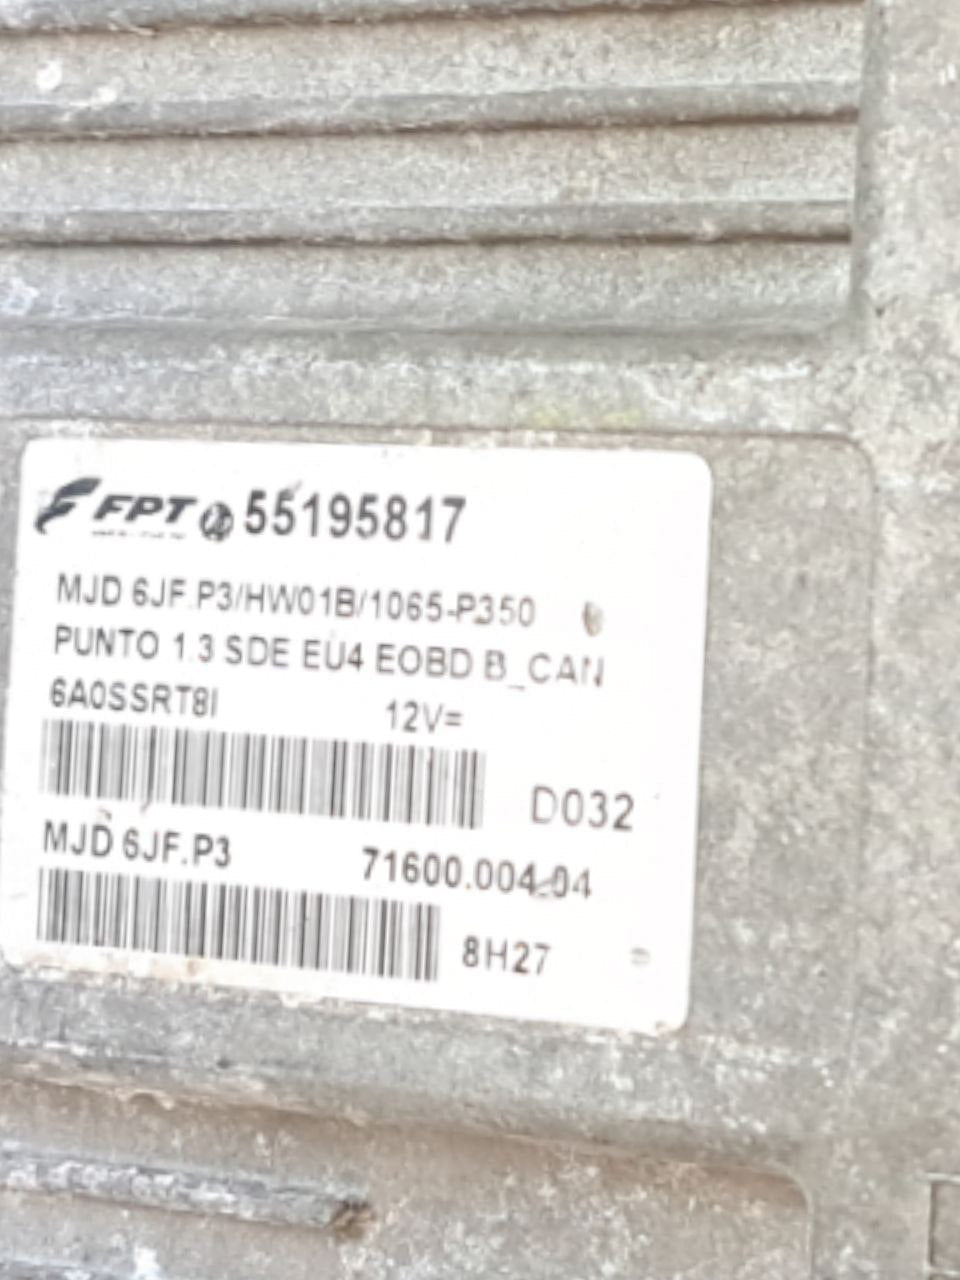 FPT 55195817
MJD 6JF.P3/HW01B/1065-P350
PUNTO 1.3 SDE EU4 EOBD B_CAN
6A0SSRT8I 12V=
D032
MJD 6JF.P3 71600.004.04
8H27